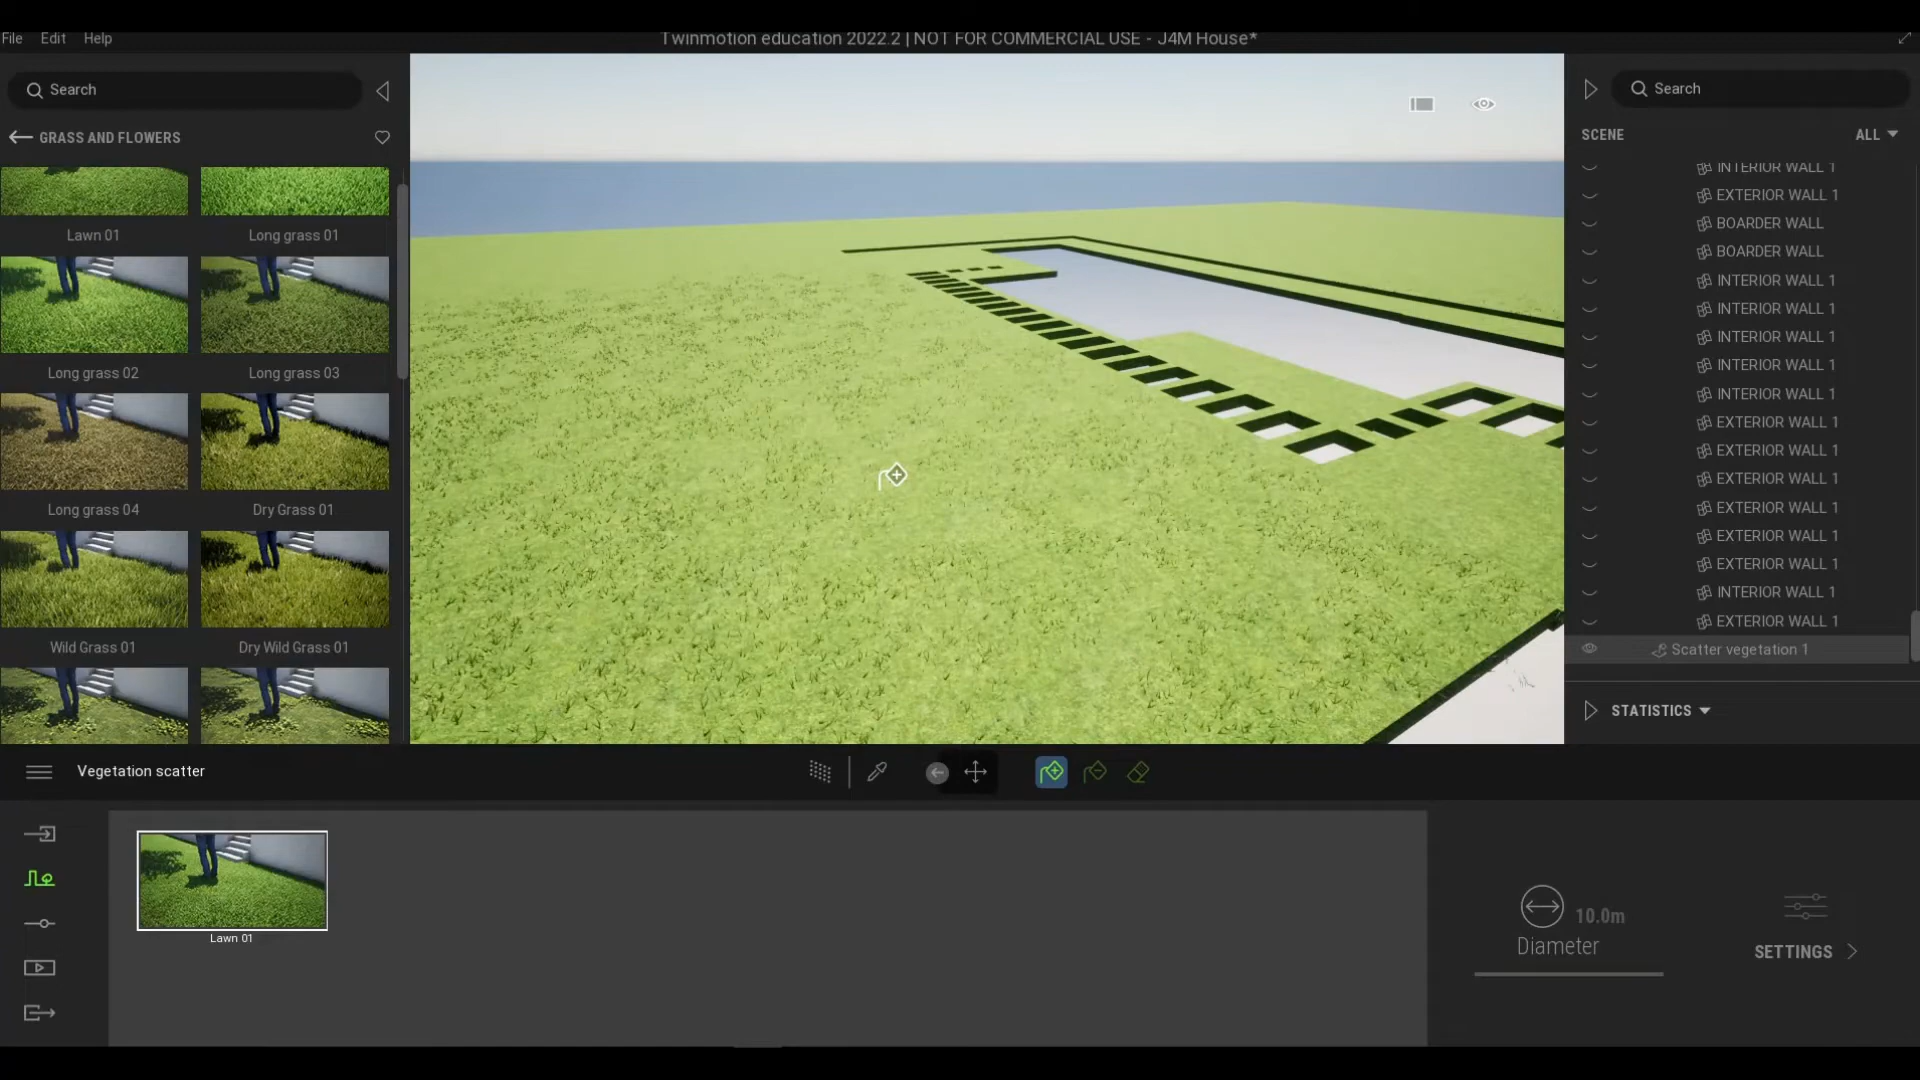 File Edit Help
Twinmotion education 2022.2 | NOT FOR COMMERCIAL USE - J4M House*
Search
GRASS AND FLOWERS
Lawn 01
Long grass 01
Long grass 02
Long grass 03
Long grass 04
Dry Grass 01
Wild Grass 01
Dry Wild Grass 01
Search
SCENE
ALL
INTERIOR WALL 1
EXTERIOR WALL 1
BOARDER WALL
BOARDER WALL
INTERIOR WALL 1
INTERIOR WALL 1
INTERIOR WALL 1
INTERIOR WALL 1
INTERIOR WALL 1
EXTERIOR WALL 1
EXTERIOR WALL 1
EXTERIOR WALL 1
EXTERIOR WALL 1
EXTERIOR WALL 1
EXTERIOR WALL 1
INTERIOR WALL 1
EXTERIOR WALL 1
Scatter vegetation 1
STATISTICS
Vegetation scatter
Lawn 01
10.0m
Diameter
SETTINGS